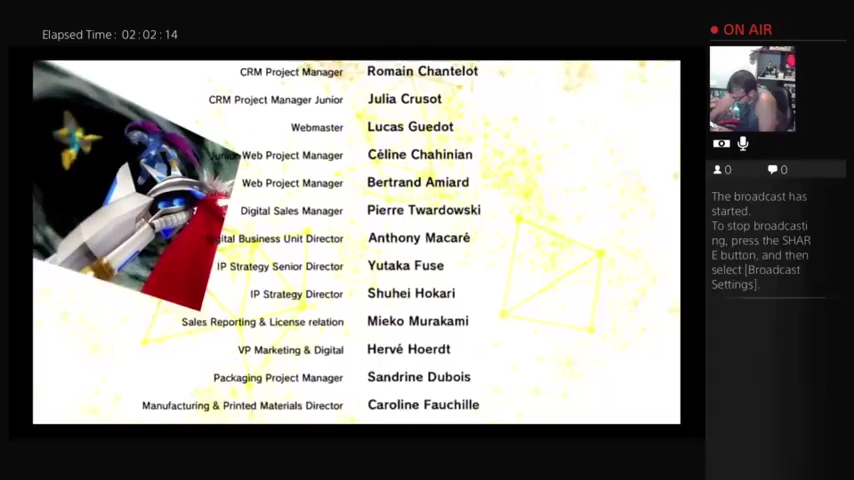 Elapsed Time: 02:02:14
ON AIR
CRM Project Manager Romain Chantelot
CRM Project Manager Junior Julia Crusot
Webmaster Lucas Guedot
Junior Web Project Manager Céline Chahinian
Web Project Manager Bertrand Amiard
Digital Sales Manager Pierre Twardowski
Digital Business Unit Director Anthony Macaré
IP Strategy Senior Director Yutaka Fuse
IP Strategy Director Shuhei Hokari
Sales Reporting & License relation Mieko Murakami
VP Marketing & Digital Hervé Hoerdt
Packaging Project Manager Sandrine Dubois
Manufacturing & Printed Materials Director Caroline Fauchille
0 0
The broadcast has
started.
To stop broadcasti
ng, press the SHAR
E button, and then
select [Broadcast
Settings].